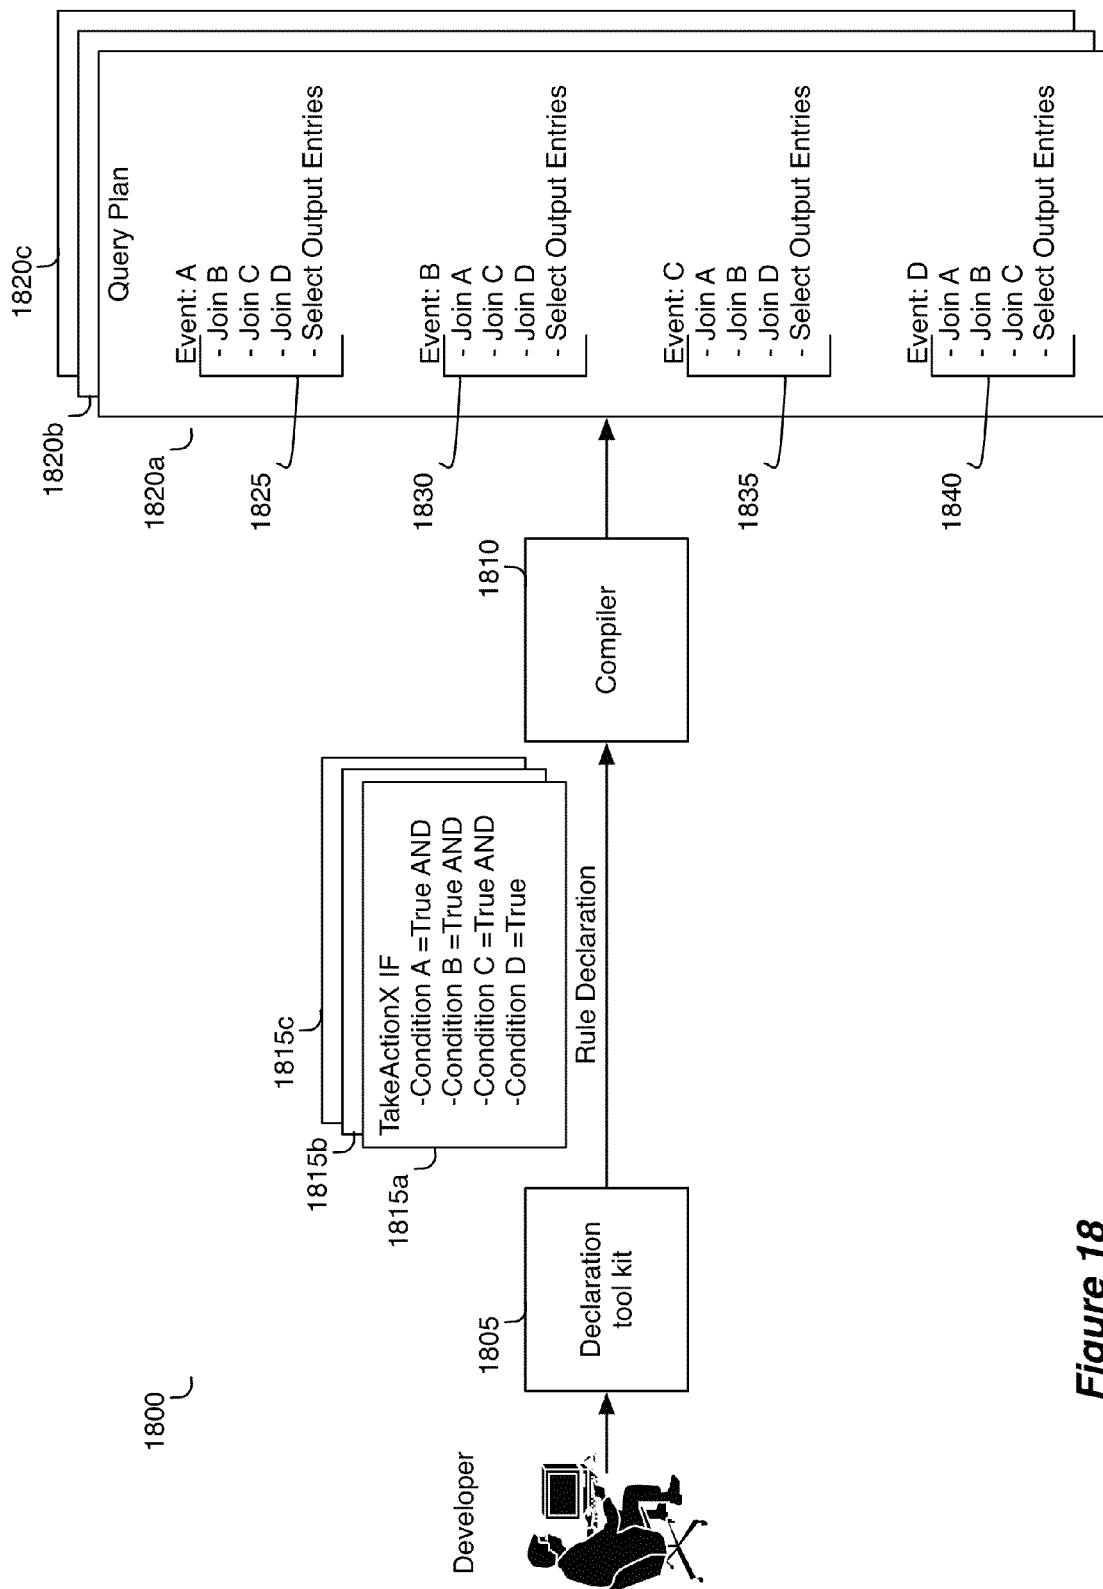 1800
Developer
1805
Declaration
tool kit
1815a
1815b
1815c
TakeActionX IF
-Condition A =True AND
-Condition B =True AND
-Condition C =True AND
-Condition D =True
Rule Declaration
1810
Compiler
1820a
1820b
1820c
Query Plan
1825
Event: A
- Join B
- Join C
- Join D
- Select Output Entries
1830
Event: B
- Join A
- Join C
- Join D
- Select Output Entries
1835
Event: C
- Join A
- Join B
- Join D
- Select Output Entries
1840
Event: D
- Join A
- Join B
- Join C
- Select Output Entries
Figure 18